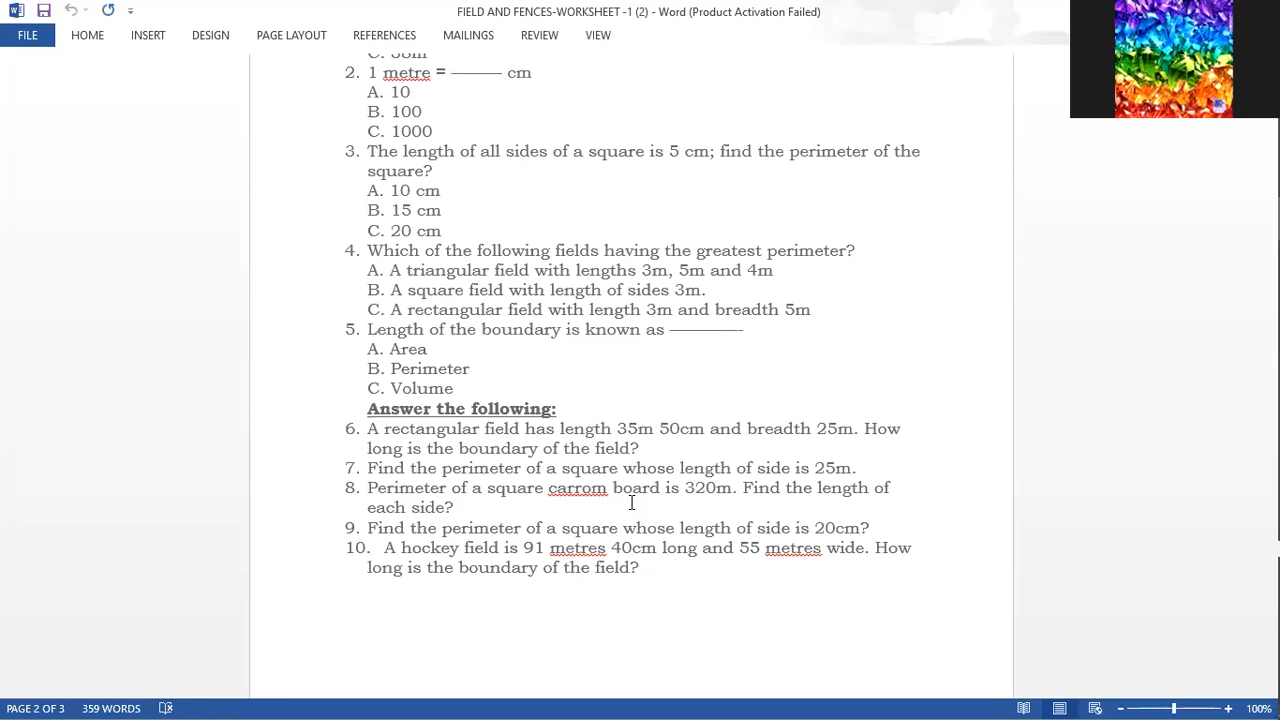 FIELD AND FENCES-WORKSHEET -1 (2) - Word (Product Activation Failed)
FILE HOME INSERT DESIGN PAGE LAYOUT REFERENCES MAILINGS REVIEW VIEW
2. 1 metre = ——— cm
A. 10
B. 100
C. 1000
3. The length of all sides of a square is 5 cm; find the perimeter of the
square?
A. 10 cm
B. 15 cm
C. 20 cm
4. Which of the following fields having the greatest perimeter?
A. A triangular field with lengths 3m, 5m and 4m
B. A square field with length of sides 3m.
C. A rectangular field with length 3m and breadth 5m
5. Length of the boundary is known as ————-
A. Area
B. Perimeter
C. Volume
Answer the following:
6. A rectangular field has length 35m 50cm and breadth 25m. How
long is the boundary of the field?
7. Find the perimeter of a square whose length of side is 25m.
8. Perimeter of a square carrom board is 320m. Find the length of
each side?
9. Find the perimeter of a square whose length of side is 20cm?
10. A hockey field is 91 metres 40cm long and 55 metres wide. How
long is the boundary of the field?
PAGE 2 OF 3 359 WORDS 100%